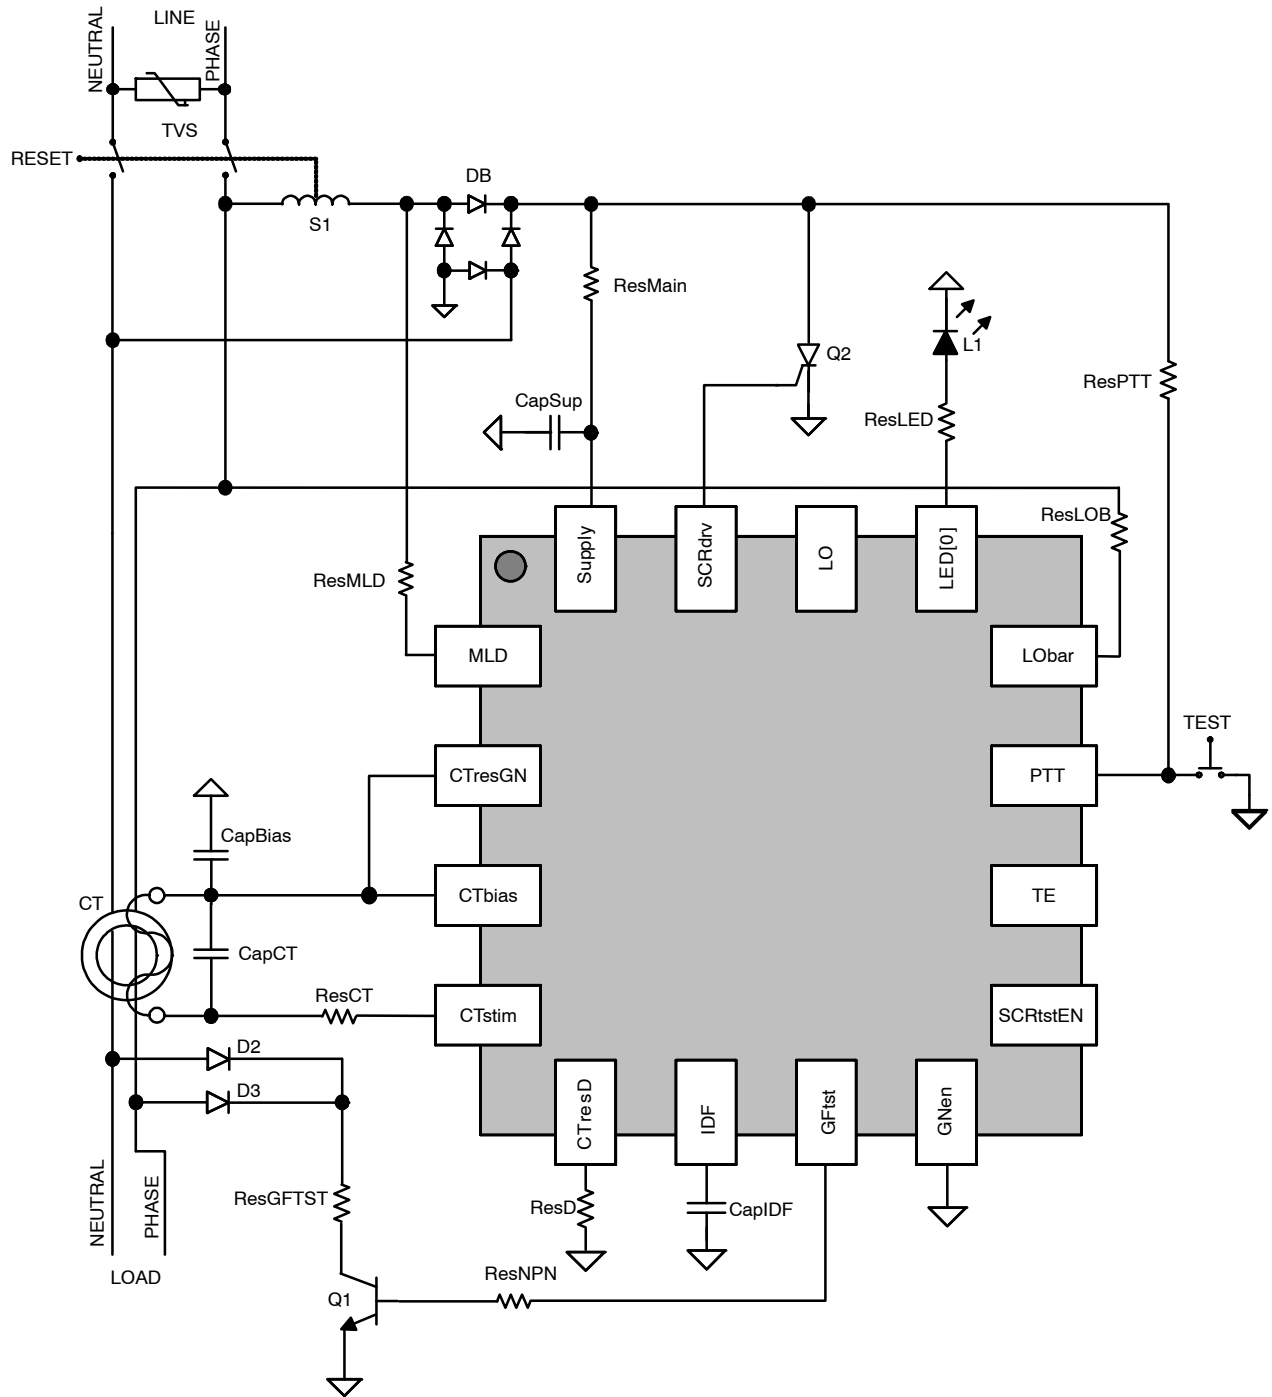 LINE
NEUTRAL
PHASE
TVS
RESET
S1
DB
ResMain
Q2
L1
ResPTT
CapSup
ResLED
ResLOB
ResMLD
Supply
SCRdrv
LO
LED[0]
MLD
LObar
CTresGN
PTT
TEST
CapBias
CTbias
TE
CT
CapCT
ResCT
CTstim
SCRtstEN
D2
D3
CTresD
IDF
GFtst
GNen
NEUTRAL
PHASE
ResGFTST
ResD
CapIDF
LOAD
ResNPN
Q1